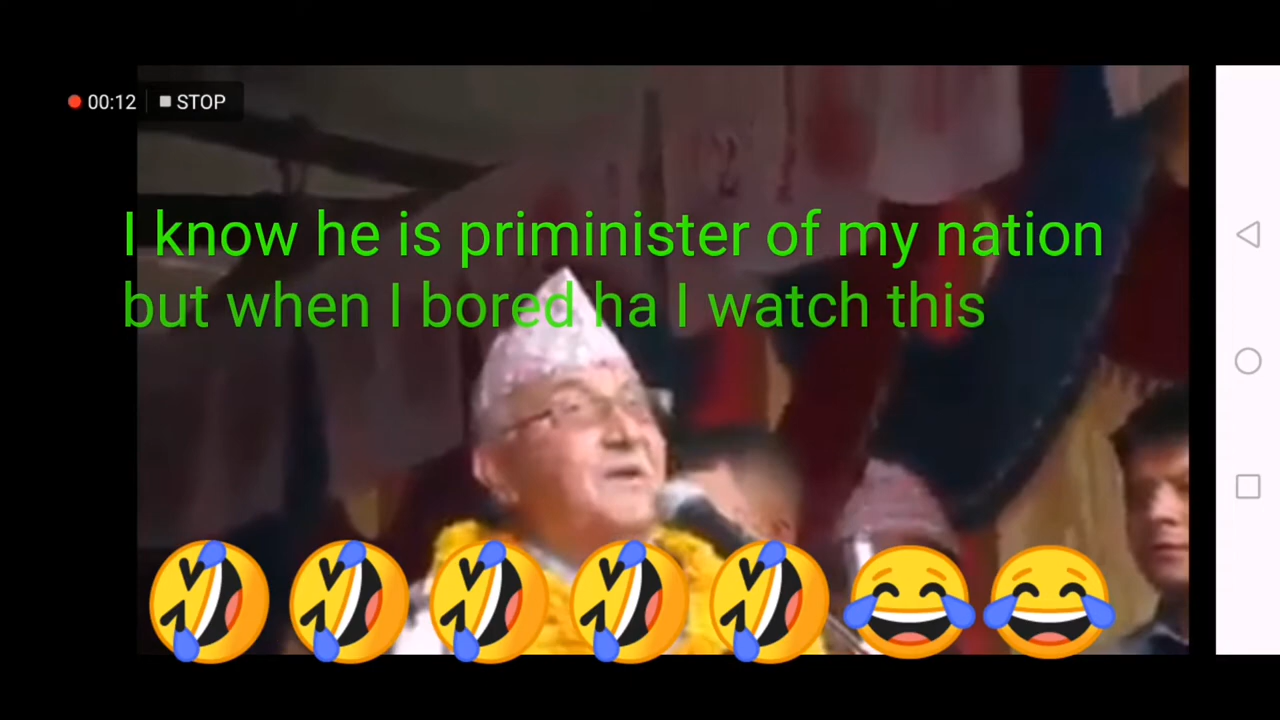 00:12 STOP
I know he is priminister of my nation
but when I bored ha I watch this